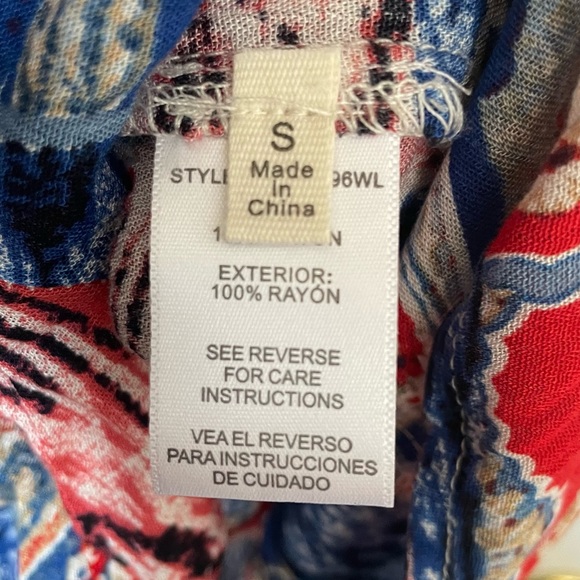 S
Made
in
China
STYLE 96WL
EXTERIOR:
100% RAYÓN
SEE REVERSE
FOR CARE
INSTRUCTIONS
VEA EL REVERSO
PARA INSTRUCCIONES
DE CUIDADO